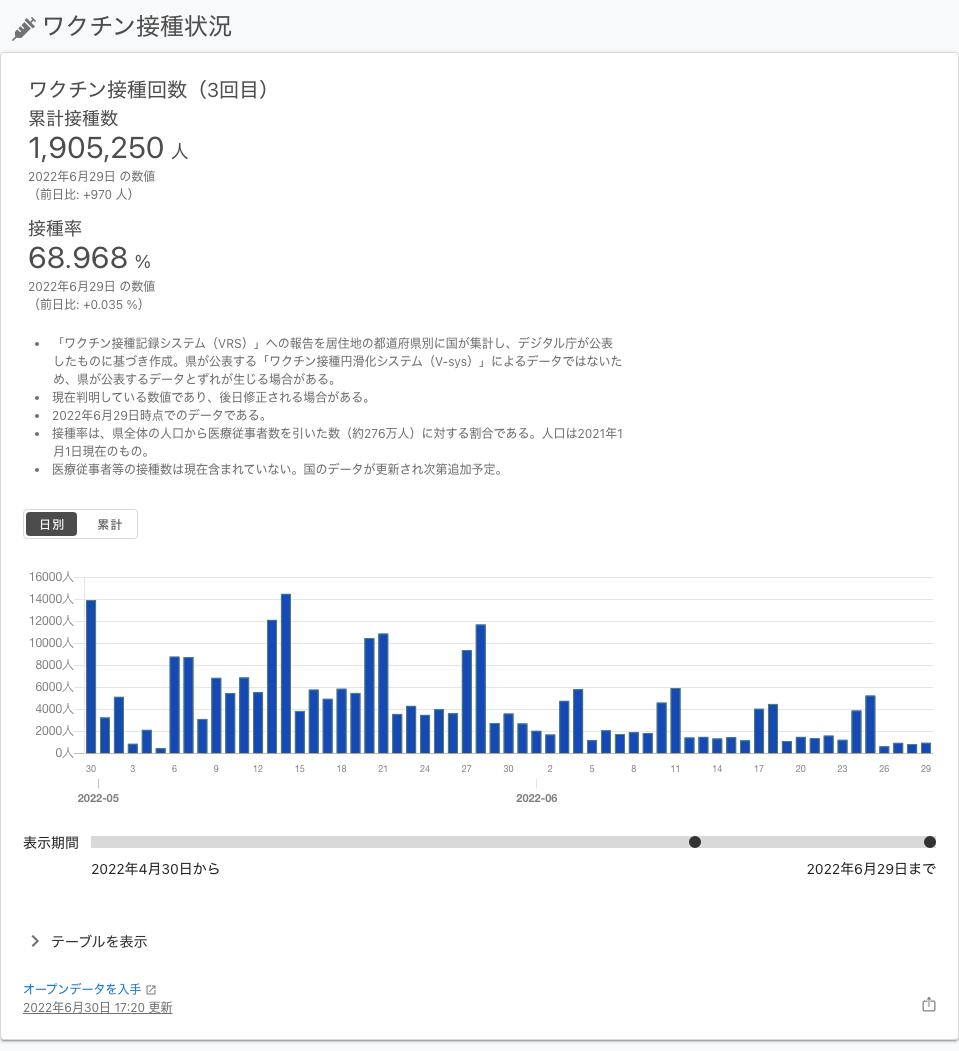 ワクチン接種状況
ワクチン接種回数（3回目）
累計接種数
1,905,250 人
2022年6月29日 の数値
（前日比: +970 人）
接種率
68.968 %
2022年6月29日 の数値
（前日比: +0.035 %）
• 「ワクチン接種記録システム（VRS）」への報告を居住地の都道府県別に国が集計し、デジタル庁が公表
したものに基づき作成。県が公表する「ワクチン接種円滑化システム（V-sys）」によるデータではないた
め、県が公表するデータとずれが生じる場合がある。
• 現在判明している数値であり、後日修正される場合がある。
• 2022年6月29日時点でのデータである。
• 接種率は、県全体の人口から医療従事者数を引いた数（約276万人）に対する割合である。人口は2021年1
月1日現在のもの。
• 医療従事者等の接種数は現在含まれていない。国のデータが更新され次第追加予定。
日別 累計
16000人
14000人
12000人
10000人
8000人
6000人
4000人
2000人
0人
30 3 6 9 12 15 18 21 24 27 30 2 5 8 11 14 17 20 23 26 29
2022-05 2022-06
表示期間
2022年4月30日から 2022年6月29日まで
テーブルを表示
オープンデータを入手
2022年6月30日 17:20 更新